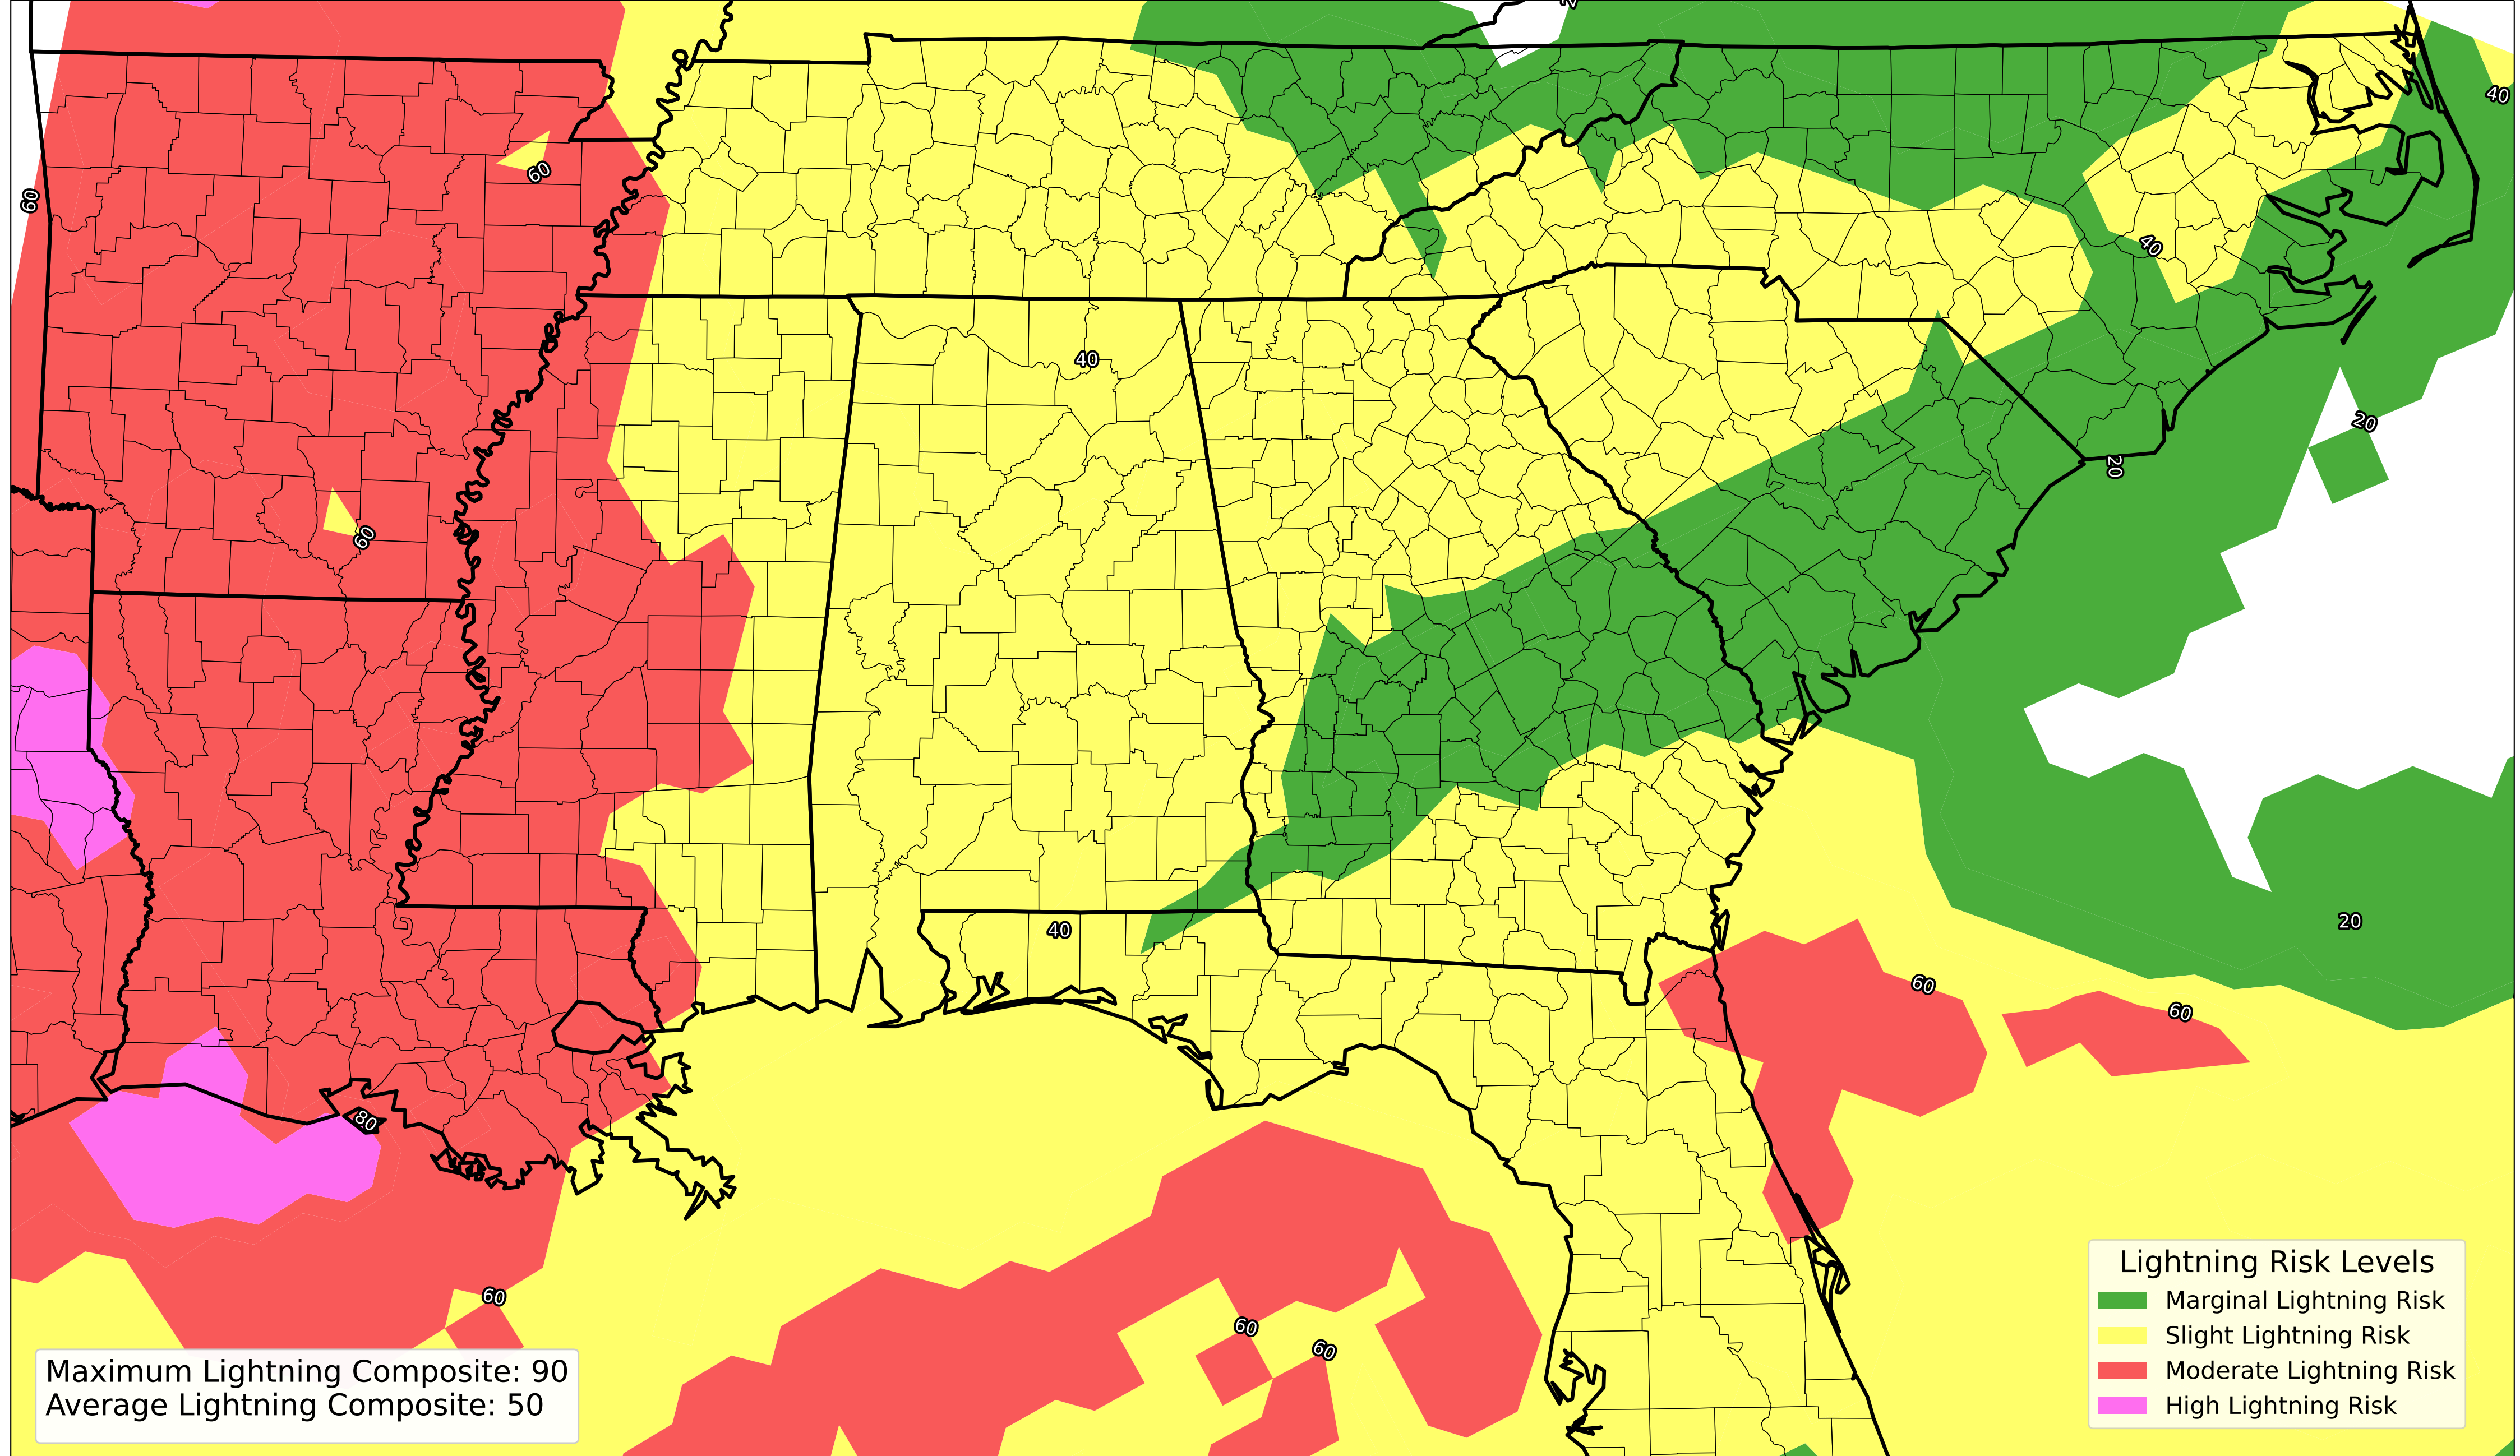 40
60
60
40
40
20
20
60
40
20
60
60
80
60
60
60
Lightning Risk Levels
Marginal Lightning Risk
Slight Lightning Risk
Moderate Lightning Risk
High Lightning Risk
Maximum Lightning Composite: 90
Average Lightning Composite: 50